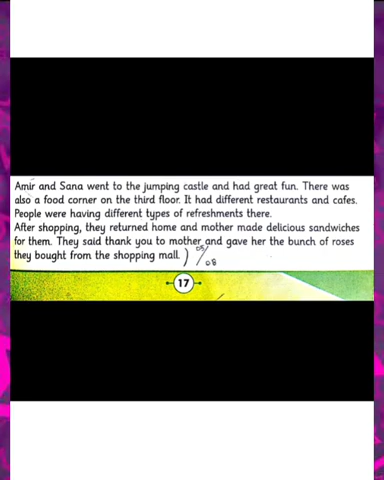 Amir and Sana went to the jumping castle and had great fun. There was
also a food corner on the third floor. It had different restaurants and cafes.
People were having different types of refreshments there.
After shopping, they returned home and mother made delicious sandwiches
for them. They said thank you to mother and gave her the bunch of roses
they bought from the shopping mall. ) 05/08
17